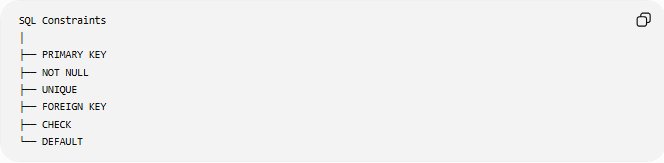 SQL Constraints
│
├── PRIMARY KEY
├── NOT NULL
├── UNIQUE
├── FOREIGN KEY
├── CHECK
└── DEFAULT